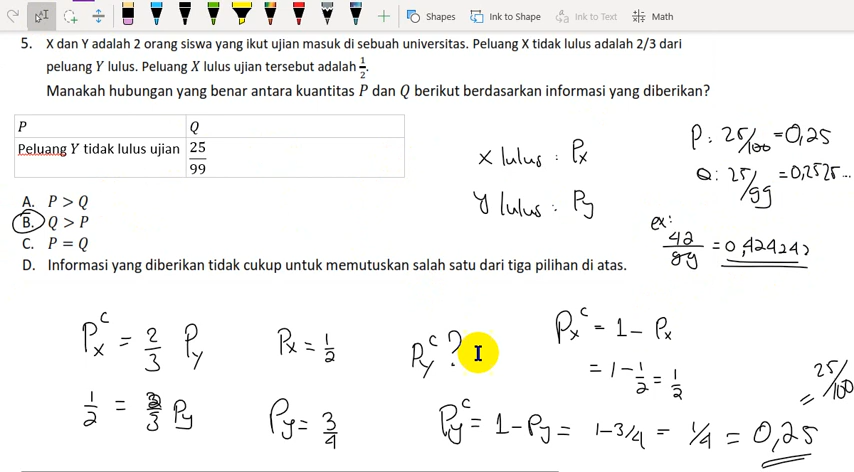 Shapes Ink to Shape Ink to Text Math
5. X dan Y adalah 2 orang siswa yang ikut ujian masuk di sebuah universitas. Peluang X tidak lulus adalah 2/3 dari
peluang Y lulus. Peluang X lulus ujian tersebut adalah 1/2.
Manakah hubungan yang benar antara kuantitas P dan Q berikut berdasarkan informasi yang diberikan?
P Q
Peluang Y tidak lulus ujian 25/99
A. P > Q
B. Q > P
C. P = Q
D. Informasi yang diberikan tidak cukup untuk memutuskan salah satu dari tiga pilihan di atas.
x lulus : Px
y lulus : Py
P : 25/100 = 0,25
Q : 25/99 = 0,2525...
ex:
42/99 = 0,424242
Px^c = 2/3 Py
Px = 1/2
Py^c ?
Px^c = 1 - Px
= 1 - 1/2 = 1/2
1/2 = 2/3 Py
Py = 3/4
Py^c = 1 - Py = 1 - 3/4 = 1/4 = 0,25
= 25/100